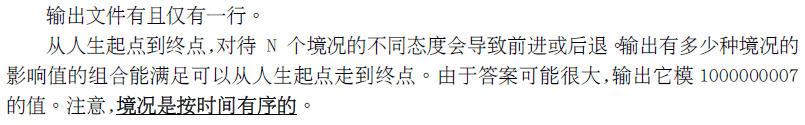 输出文件有且仅有一行。
从人生起点到终点,对待 N 个境况的不同态度会导致前进或后退。输出有多少种境况的
影响值的组合能满足可以从人生起点走到终点。由于答案可能很大,输出它模 1000000007
的值。注意,境况是按时间有序的。